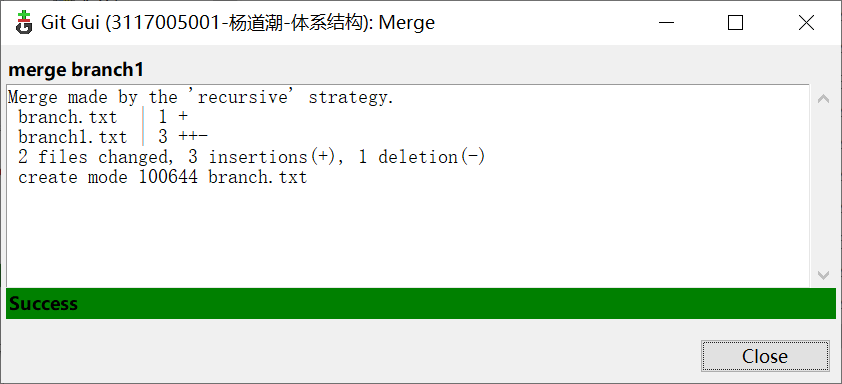 Git Gui (3117005001-杨道潮-体系结构): Merge
merge branch1
Merge made by the 'recursive' strategy.
branch.txt | 1 +
branch1.txt | 3 ++-
2 files changed, 3 insertions(+), 1 deletion(-)
create mode 100644 branch.txt
Success
Close